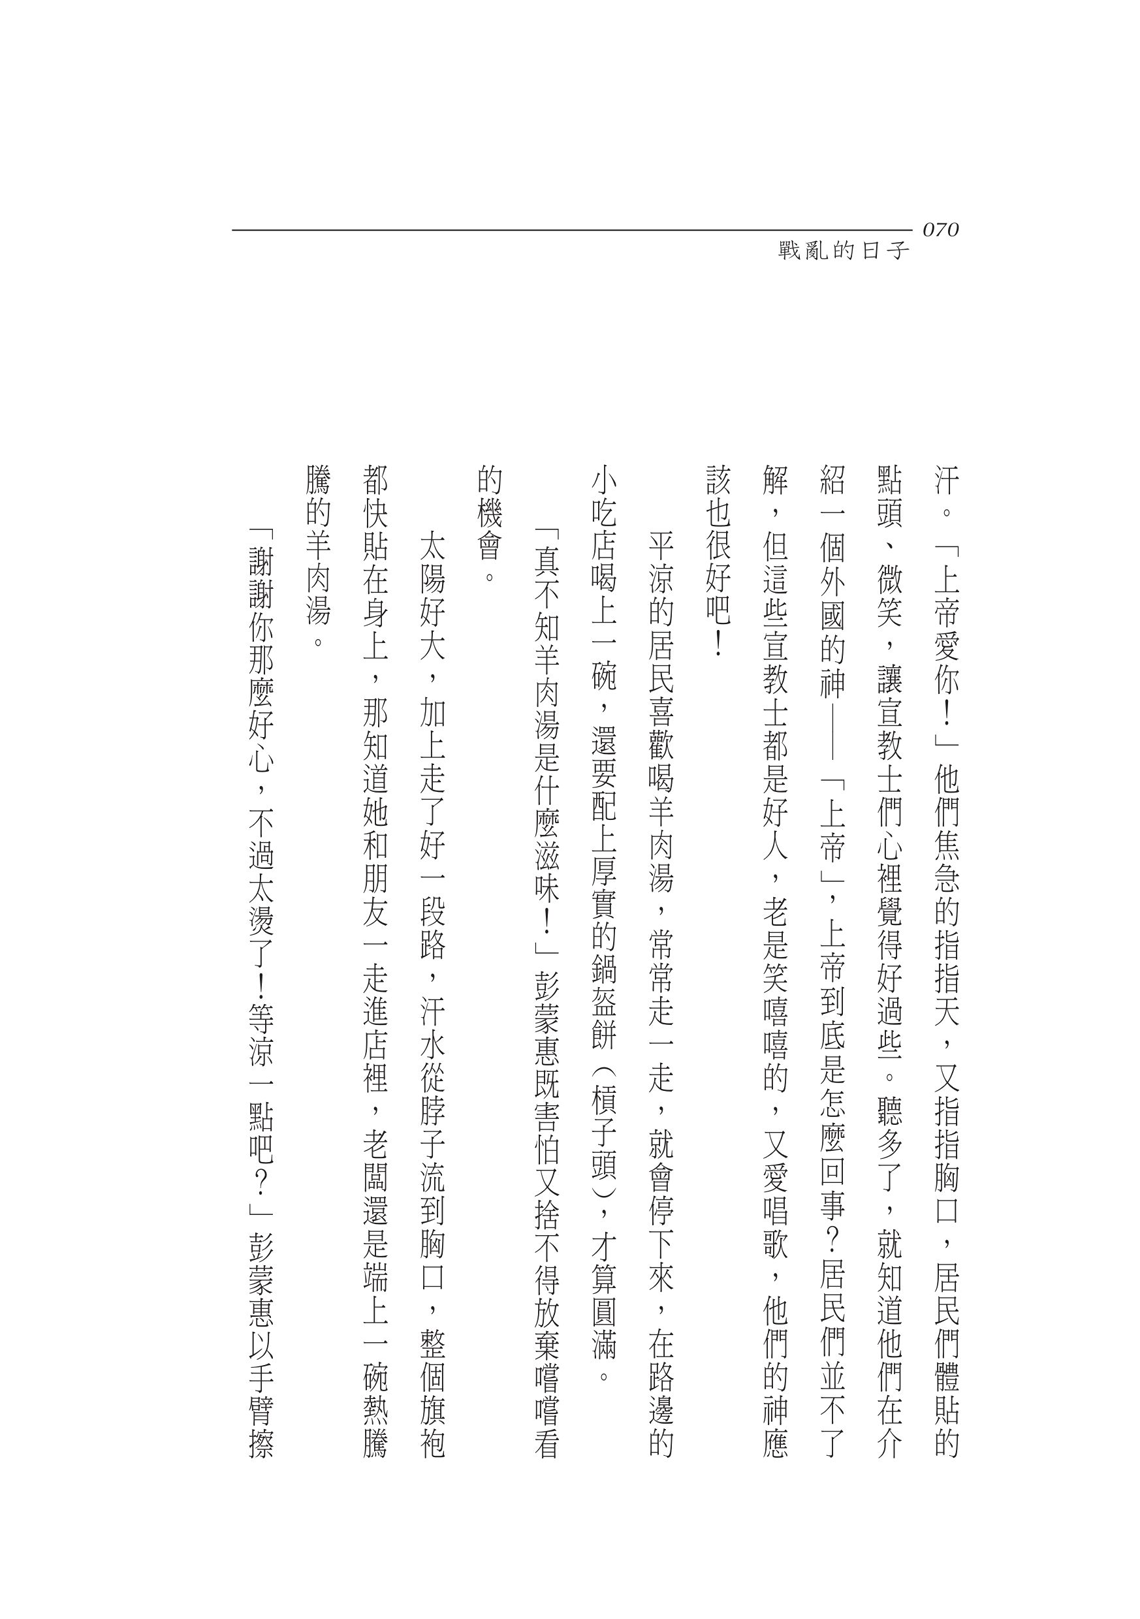 070
戰亂的日子
汗。「上帝愛你！」他們焦急的指指天，又指指胸口，居民們體貼的
點頭、微笑，讓宣教士們心裡覺得好過些。聽多了，就知道他們在介
紹一個外國的神——「上帝」，上帝到底是怎麼回事？居民們並不了
解，但這些宣教士都是好人，老是笑嘻嘻的，又愛唱歌，他們的神應
該也很好吧！
平涼的居民喜歡喝羊肉湯，常常走一走，就會停下來，在路邊的
小吃店喝上一碗，還要配上厚實的鍋盔餅（槓子頭），才算圓滿。
「真不知羊肉湯是什麼滋味！」彭蒙惠既害怕又捨不得放棄嚐嚐看
的機會。
太陽好大，加上走了好一段路，汗水從脖子流到胸口，整個旗袍
都快貼在身上，那知道她和朋友一走進店裡，老闆還是端上一碗熱騰
騰的羊肉湯。
「謝謝你那麼好心，不過太燙了！等涼一點吧？」彭蒙惠以手臂擦